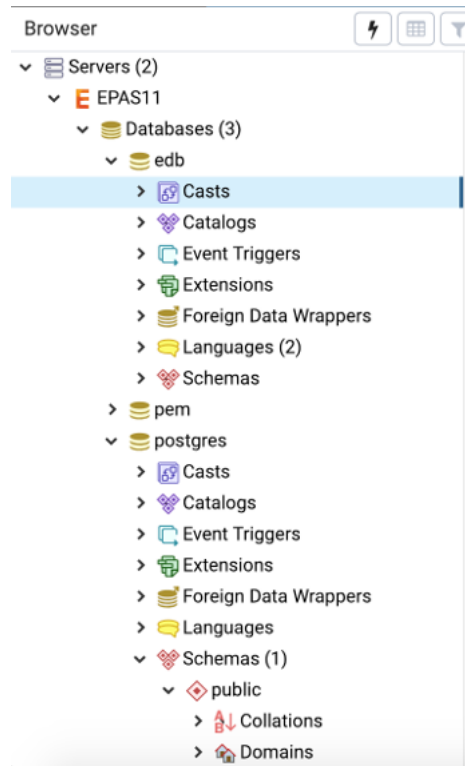 Browser
Servers (2)
EPAS11
Databases (3)
edb
Casts
Catalogs
Event Triggers
Extensions
Foreign Data Wrappers
Languages (2)
Schemas
pem
postgres
Casts
Catalogs
Event Triggers
Extensions
Foreign Data Wrappers
Languages
Schemas (1)
public
Collations
Domains